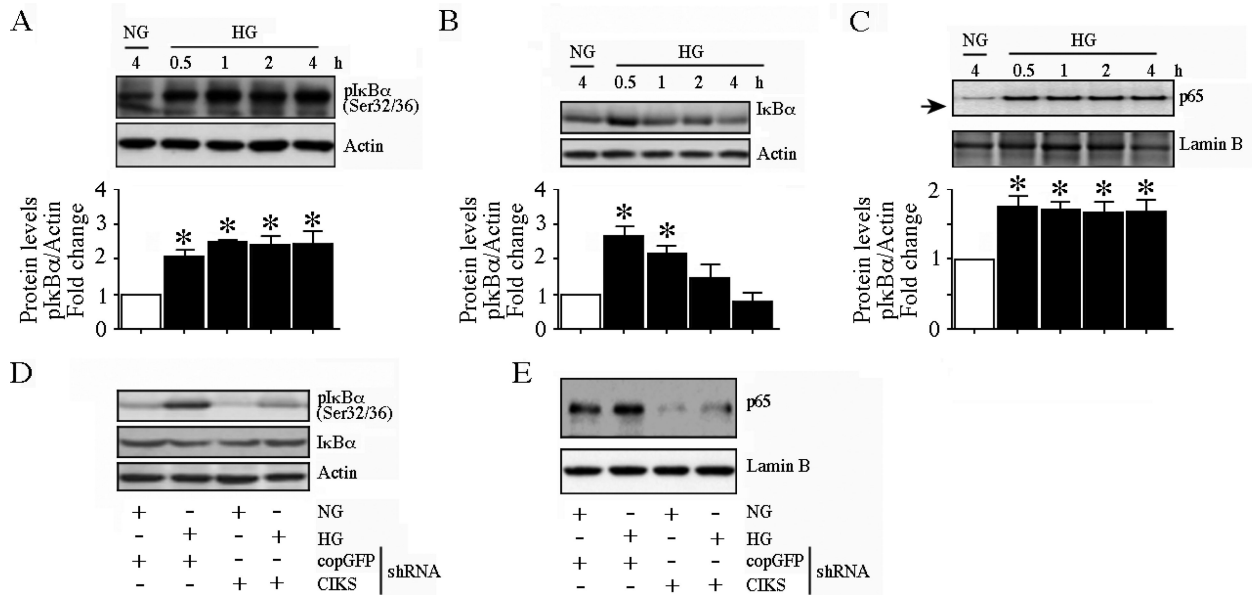 A
NG HG
4 0.5 1 2 4 h
pIκBα
(Ser32/36)
Actin
Protein levels
pIκBα/Actin
Fold change
4
3
2
1
0
* * * *
B
NG HG
4 0.5 1 2 4 h
IκBα
Actin
Protein levels
pIκBα/Actin
Fold change
4
3
2
1
0
* *
C
NG HG
4 0.5 1 2 4 h
p65
Lamin B
Protein levels
pIκBα/Actin
Fold change
2
1
0
* * * *
D
pIκBα
(Ser32/36)
IκBα
Actin
+ - + - NG
- + - + HG
+ + - - copGFP
- - + + CIKS
shRNA
E
p65
Lamin B
+ - + - NG
- + - + HG
+ + - - copGFP
- - + + CIKS
shRNA